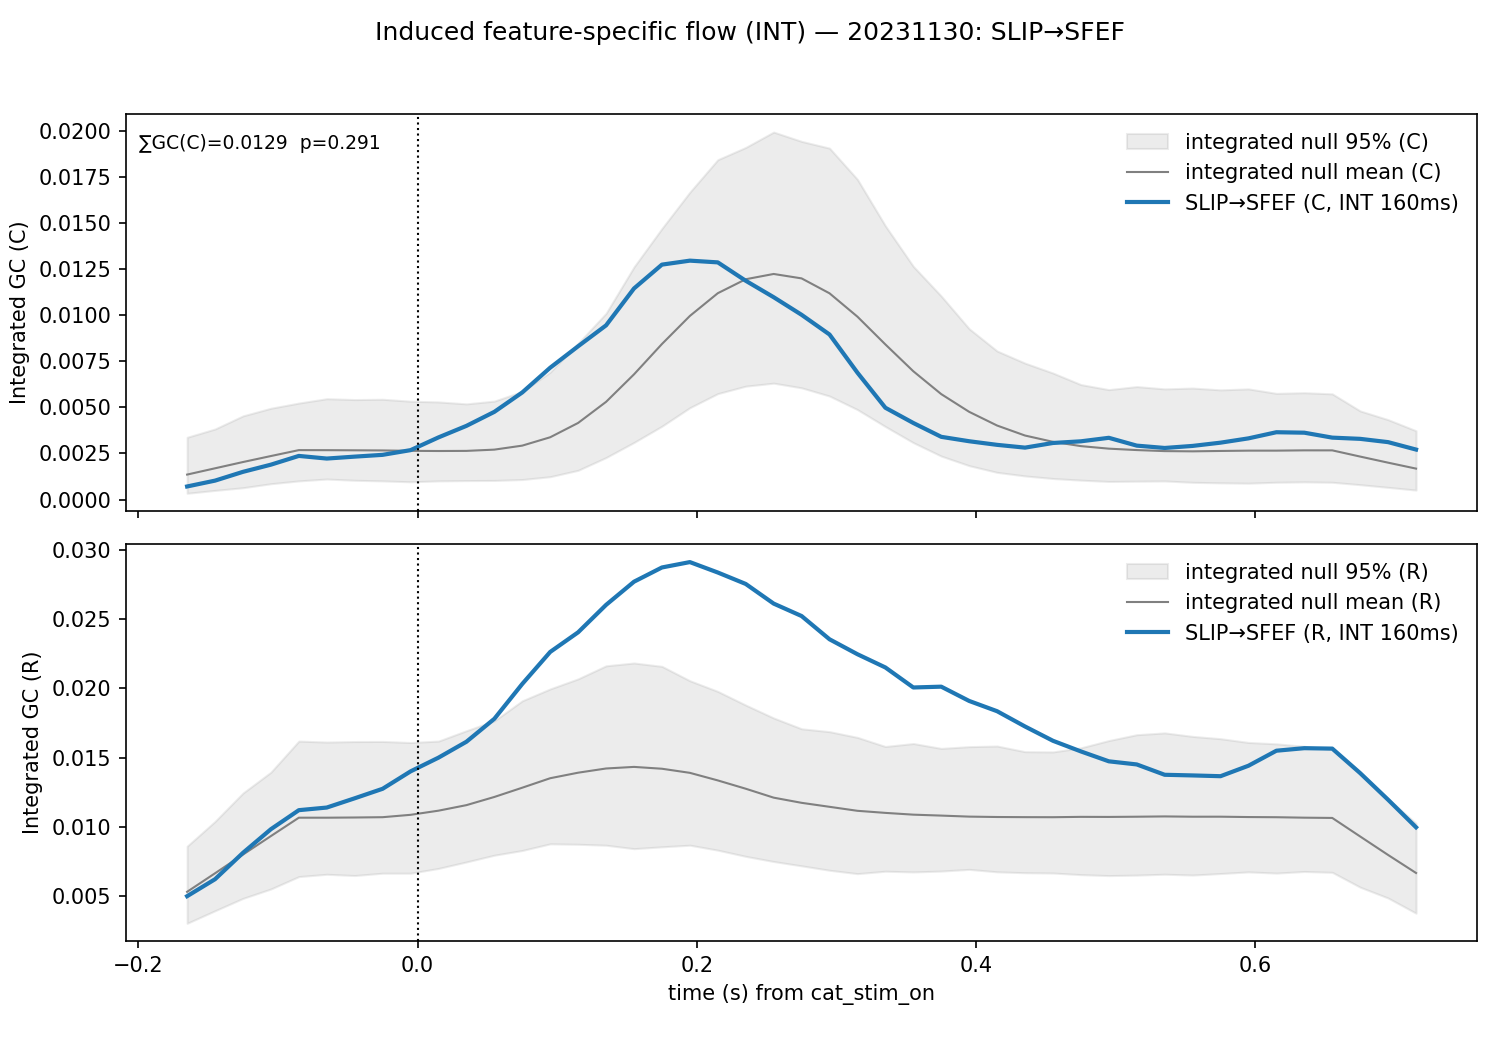 Induced feature-specific flow (INT) — 20231130: SLIP→SFEF
∑GC(C)=0.0129 p=0.291
integrated null 95% (C)
integrated null mean (C)
SLIP→SFEF (C, INT 160ms)
Integrated GC (C)
0.0200
0.0175
0.0150
0.0125
0.0100
0.0075
0.0050
0.0025
0.0000
integrated null 95% (R)
integrated null mean (R)
SLIP→SFEF (R, INT 160ms)
Integrated GC (R)
0.030
0.025
0.020
0.015
0.010
0.005
−0.2 0.0 0.2 0.4 0.6
time (s) from cat_stim_on